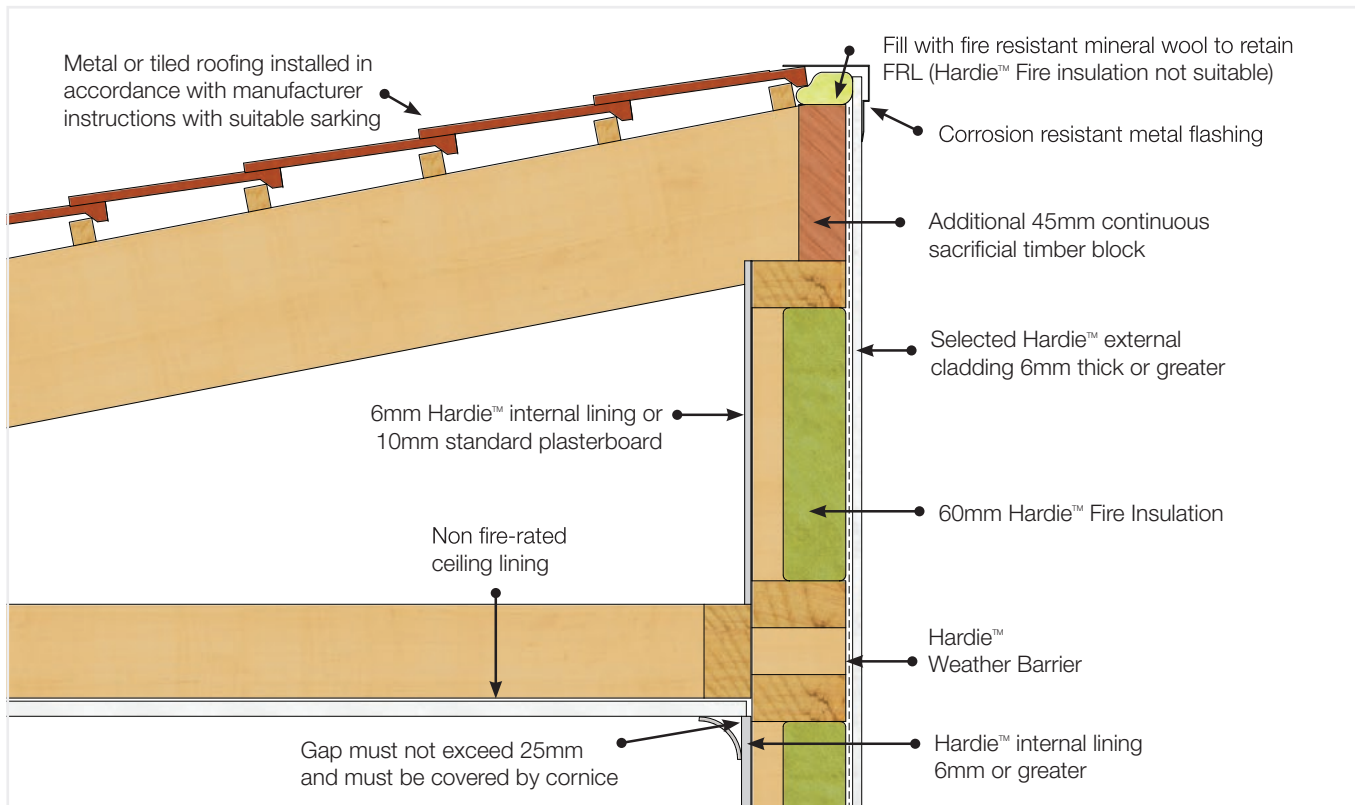 Metal or tiled roofing installed in
accordance with manufacturer
instructions with suitable sarking
Fill with fire resistant mineral wool to retain
FRL (Hardie™ Fire insulation not suitable)
Corrosion resistant metal flashing
Additional 45mm continuous
sacrificial timber block
Selected Hardie™ external
cladding 6mm thick or greater
6mm Hardie™ internal lining or
10mm standard plasterboard
60mm Hardie™ Fire Insulation
Non fire-rated
ceiling lining
Hardie™
Weather Barrier
Gap must not exceed 25mm
and must be covered by cornice
Hardie™ internal lining
6mm or greater